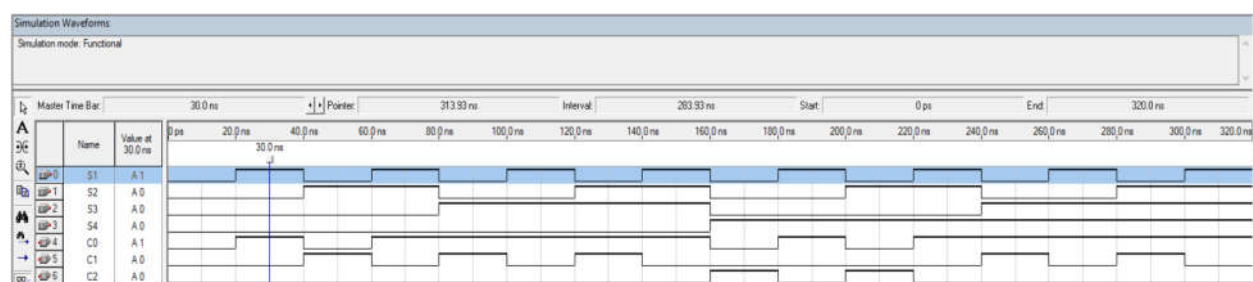 Simulation Waveforms
Simulation mode: Functional
Master Time Bar: 30.0 ns Pointer: 313.93 ns Interval: 283.93 ns Start: 0 ps End: 320.0 ns
Name Value at 30.0 ns 0 ps 20.0 ns 40.0 ns 60.0 ns 80.0 ns 100.0 ns 120.0 ns 140.0 ns 160.0 ns 180.0 ns 200.0 ns 220.0 ns 240.0 ns 260.0 ns 280.0 ns 300.0 ns 320.0 ns
30.0 ns
0 S1 A 1
1 S2 A 0
2 S3 A 0
3 S4 A 0
4 C0 A 1
5 C1 A 0
6 C2 A 0